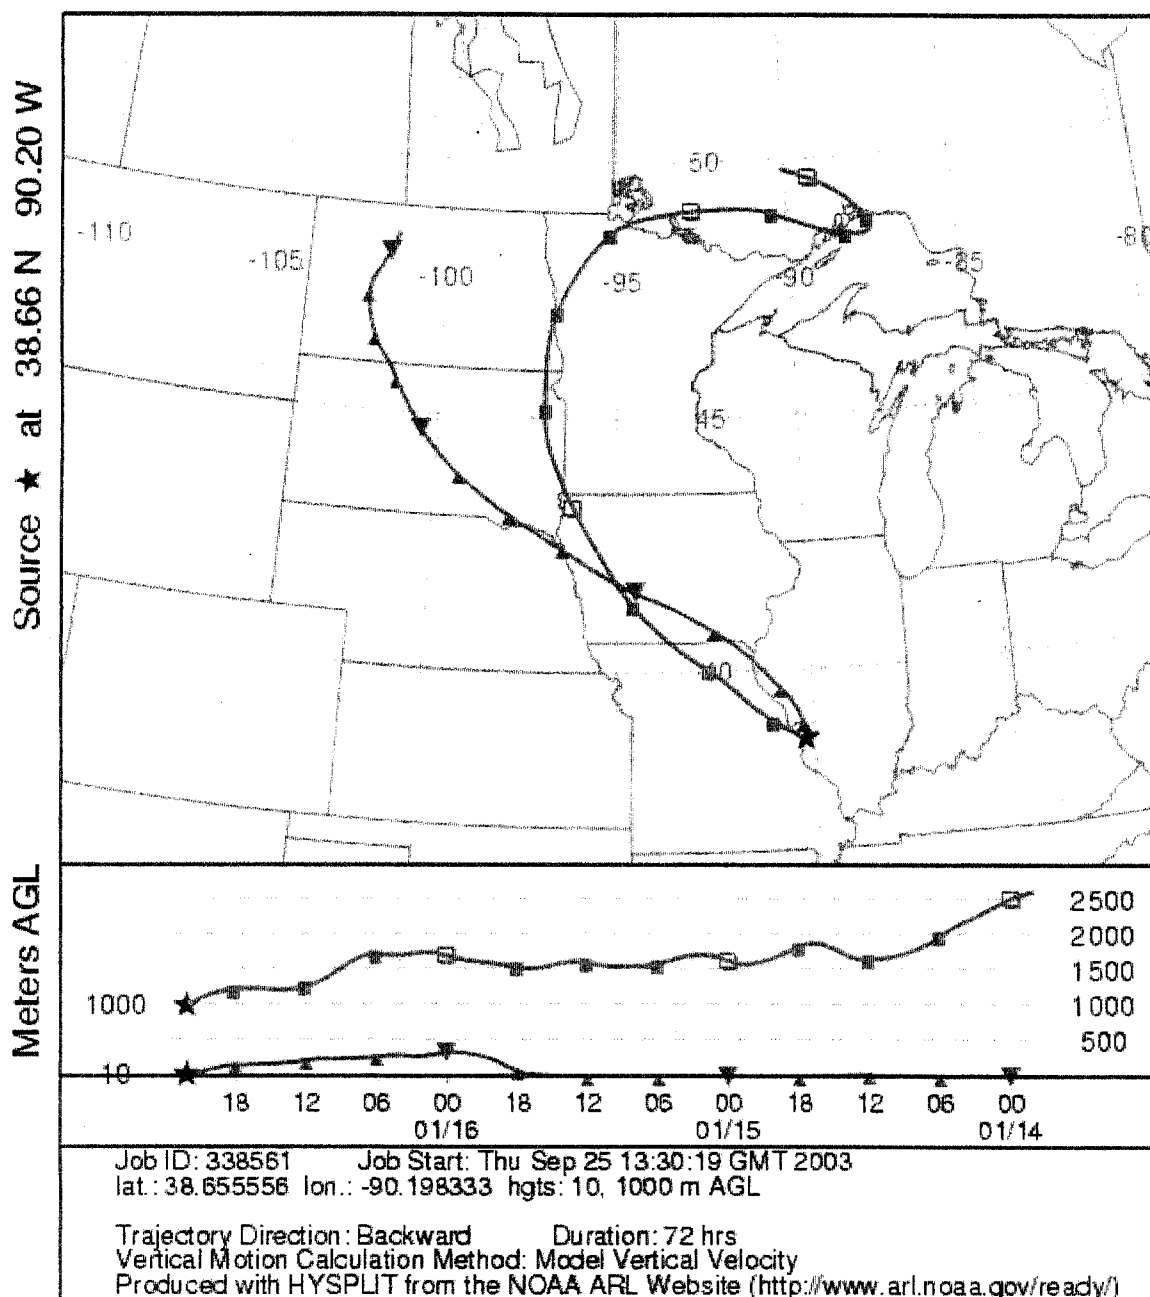 Source ★ at 38.66 N 90.20 W
50
-110
-105
-100
-95
-90
-85
-80
45
40
Meters AGL
2500
2000
1500
1000
1000
500
10
18 12 06 00 18 12 06 00 18 12 06 00
01/16 01/15 01/14
Job ID: 338561 Job Start: Thu Sep 25 13:30:19 GMT 2003
lat.: 38.655556 lon.: -90.198333 hgts: 10, 1000 m AGL
Trajectory Direction: Backward Duration: 72 hrs
Vertical Motion Calculation Method: Model Vertical Velocity
Produced with HYSPLIT from the NOAA ARL Website (http://www.arl.noaa.gov/ready/)